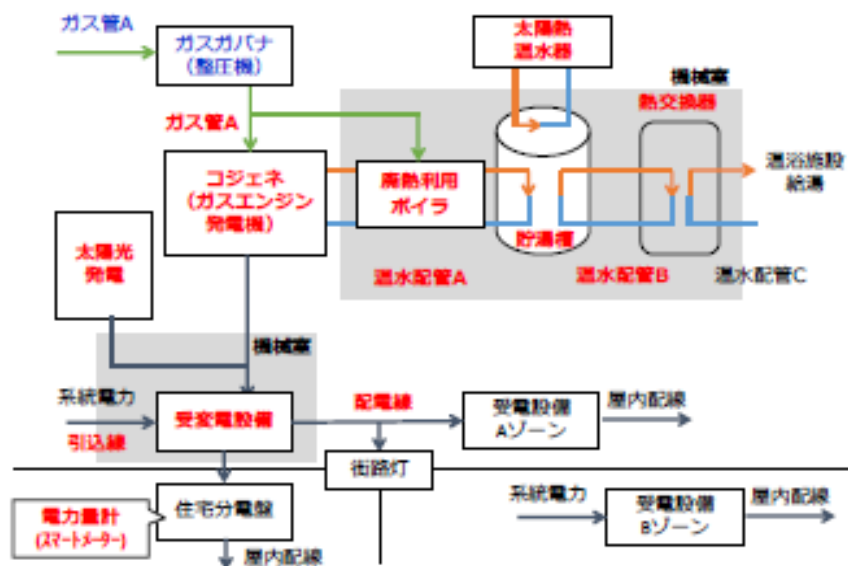 ガス管A
ガスガバナ
（整圧機）
太陽熱
温水器
機械室
熱交換器
ガス管A
コジェネ
（ガスエンジン
発電機）
廃熱利用
ボイラ
温浴施設
給湯
貯湯槽
太陽光
発電
温水配管A
温水配管B
温水配管C
機械室
系統電力
引込線
受変電設備
配電線
受電設備
Aゾーン
屋内配線
街路灯
電力量計
(スマートメーター)
住宅分電盤
屋内配線
系統電力
受電設備
Bゾーン
屋内配線